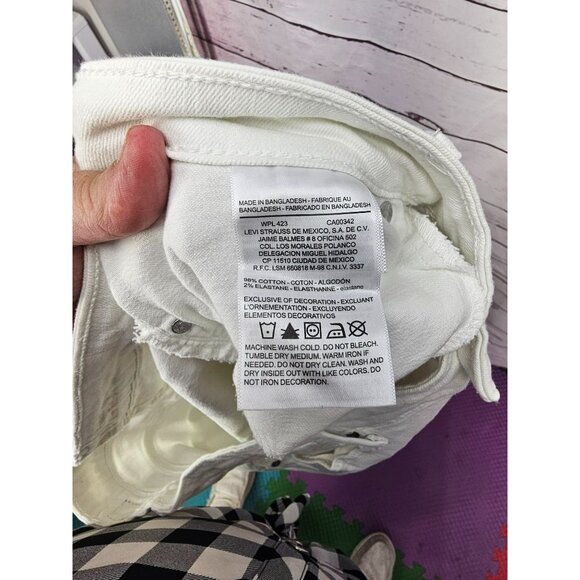 MADE IN BANGLADESH - FABRIQUE AU
BANGLADESH - FABRICADO EN BANGLADESH
WPL 423 CA00342
LEVI STRAUSS DE MEXICO, S.A. DE C.V.
JAIME BALMES # 8 OFICINA 502
COL. LOS MORALES POLANCO
DELEGACION MIGUEL HIDALGO
CP 11510 CIUDAD DE MEXICO
R.F.C. LSM 650818 M-98 C.N.I.V. 3337
98% COTTON - COTON - ALGODÓN
2% ELASTANE - ELASTHANNE - elastane
EXCLUSIVE OF DECORATION - EXCLUANT
L'ORNEMENTATION - EXCLUYENDO
ELEMENTOS DECORATIVOS
MACHINE WASH COLD. DO NOT BLEACH.
TUMBLE DRY MEDIUM. WARM IRON IF
NEEDED. DO NOT DRY CLEAN. WASH AND
DRY INSIDE OUT WITH LIKE COLORS. DO
NOT IRON DECORATION.